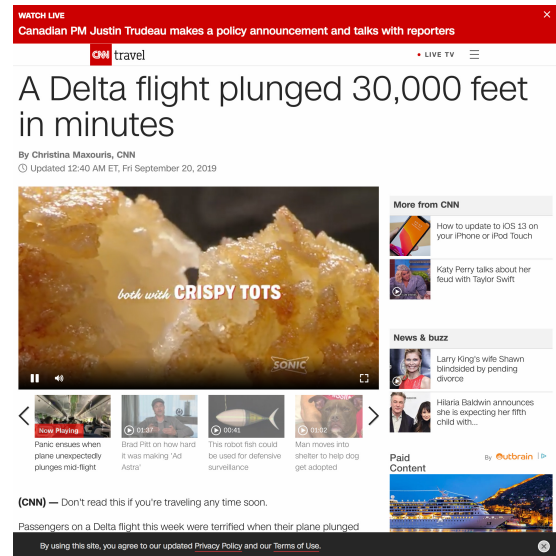 WATCH LIVE
Canadian PM Justin Trudeau makes a policy announcement and talks with reporters
CNN travel
LIVE TV
A Delta flight plunged 30,000 feet
in minutes
By Christina Maxouris, CNN
Updated 12:40 AM ET, Fri September 20, 2019
both with CRISPY TOTS
SONIC
Now Playing
Panic ensues when
plane unexpectedly
plunges mid-flight
01:37
Brad Pitt on how hard
it was making 'Ad
Astra'
00:41
This robot fish could
be used for defensive
surveillance
01:02
Man moves into
shelter to help dog
get adopted
(CNN) — Don't read this if you're traveling any time soon.
Passengers on a Delta flight this week were terrified when their plane plunged
More from CNN
How to update to iOS 13 on
your iPhone or iPod Touch
Katy Perry talks about her
feud with Taylor Swift
News & buzz
Larry King's wife Shawn
blindsided by pending
divorce
Hilaria Baldwin announces
she is expecting her fifth
child with...
Paid
Content
By Outbrain
By using this site, you agree to our updated Privacy Policy and our Terms of Use.